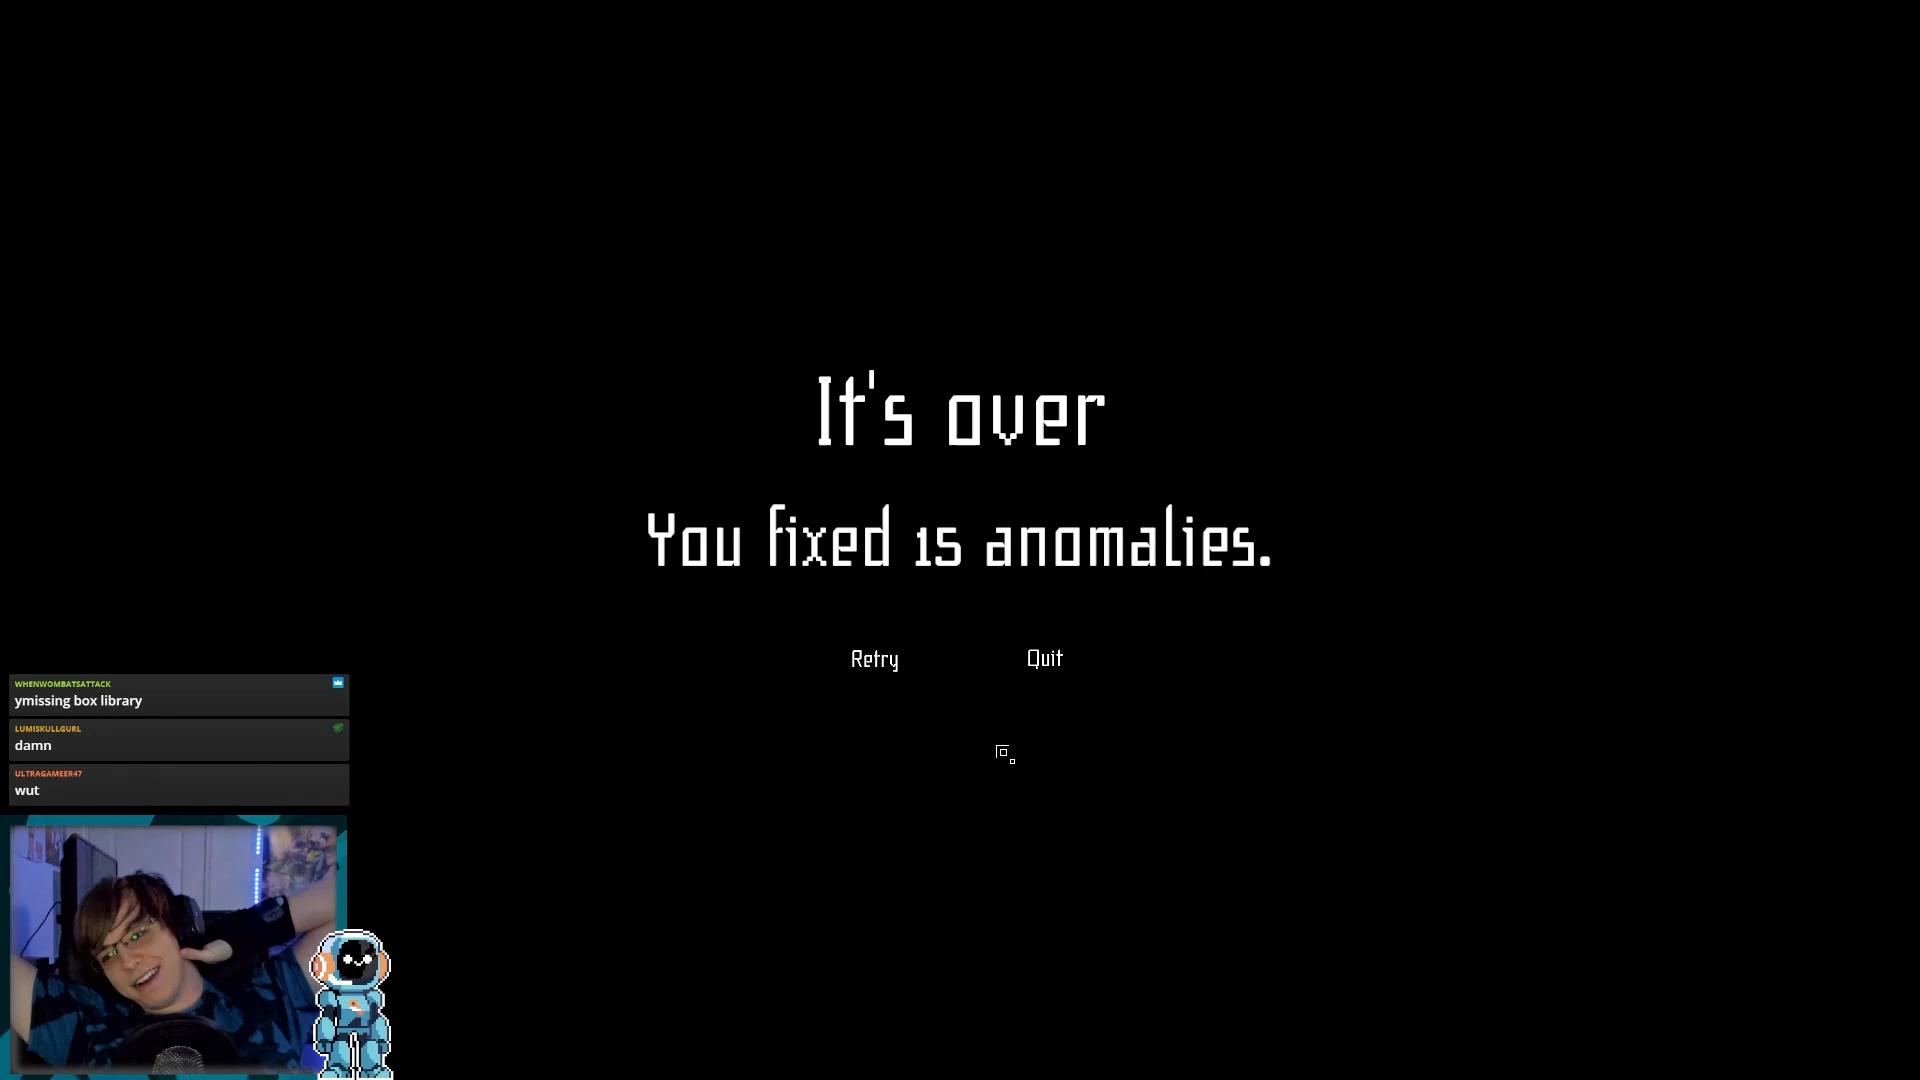 It's over
You fixed 15 anomalies.
Retry
Quit
WHENWOMBATSATTACK
ymissing box library
LUMISKULLGURL
damn
ULTRAGAMEER47
wut